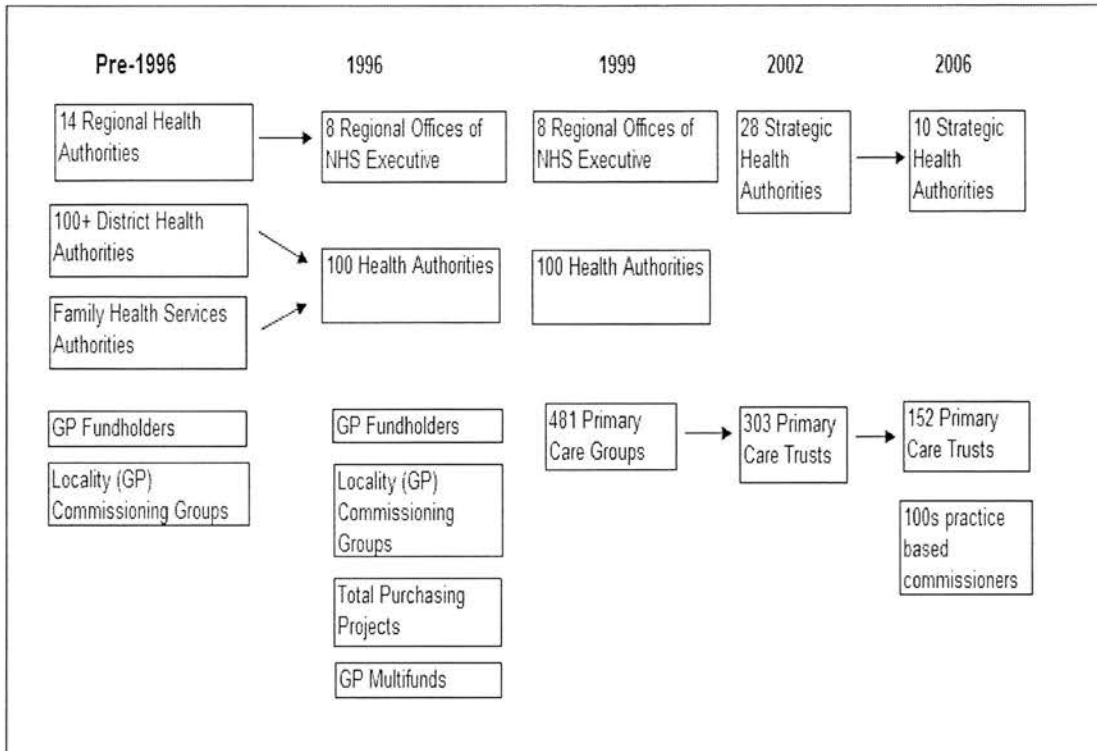 Pre-1996
1996
1999
2002
2006
14 Regional Health
Authorities
8 Regional Offices of
NHS Executive
8 Regional Offices of
NHS Executive
28 Strategic
Health
Authorities
10 Strategic
Health
Authorities
100+ District Health
Authorities
100 Health Authorities
100 Health Authorities
Family Health Services
Authorities
GP Fundholders
GP Fundholders
481 Primary
Care Groups
303 Primary
Care Trusts
152 Primary
Care Trusts
Locality (GP)
Commissioning Groups
Locality (GP)
Commissioning
Groups
100s practice
based
commissioners
Total Purchasing
Projects
GP Multifunds